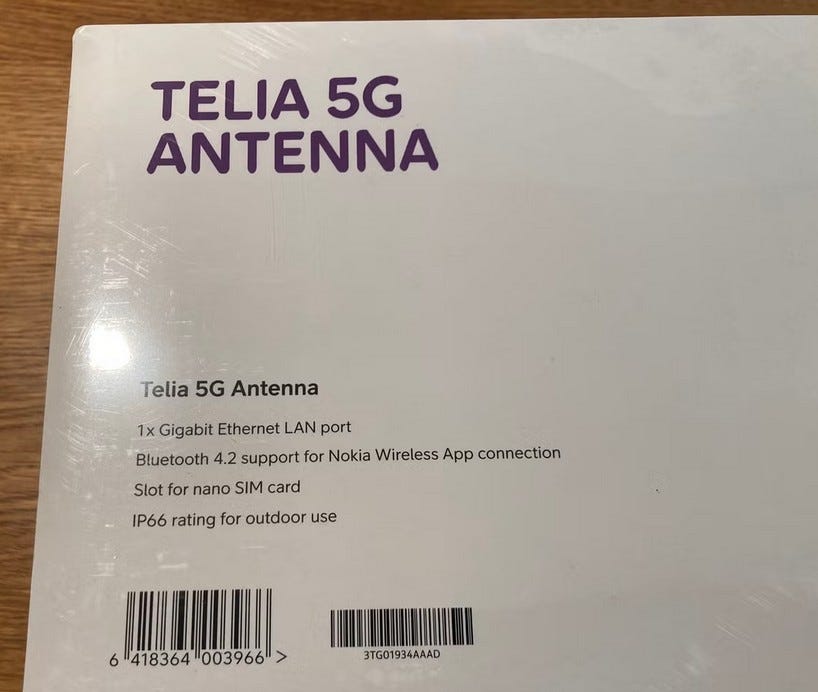 TELIA 5G
ANTENNA
Telia 5G Antenna
1x Gigabit Ethernet LAN port
Bluetooth 4.2 support for Nokia Wireless App connection
Slot for nano SIM card
IP66 rating for outdoor use
6 418364 003966 >
3TG01934AAAD